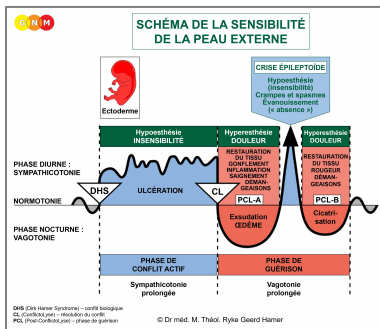 GNM
SCHÉMA DE LA SENSIBILITÉ
DE LA PEAU EXTERNE
Ectoderme
CRISE ÉPILEPTOÏDE
Hypoesthésie
(Insensibilité)
Crampes et spasmes
Évanouissement
(« absence »)
Hypoesthésie
INSENSIBILITÉ
Hyperesthésie
DOULEUR
Hyperesthésie
DOULEUR
RESTAURATION
DU TISSU
GONFLEMENT
INFLAMMATION
SAIGNEMENT
DÉMAN-
GEAISONS
RESTAURATION
DU TISSU
ROUGEUR
DÉMAN-
GEAISONS
PHASE DIURNE :
SYMPATHICOTONIE
DHS
ULCÉRATION
CL
PCL-A
PCL-B
NORMOTONIE
Exsudation
ŒDÈME
Cicatri-
sation
PHASE NOCTURNE :
VAGOTONIE
PHASE DE
CONFLIT ACTIF
PHASE DE
GUÉRISON
Sympathicotonie
prolongée
Vagotonie
prolongée
DHS (Dirk Hamer Syndrome) – conflit biologique
CL (ConflictoLyse) – résolution du conflit
PCL (Post-ConflictoLyse) – phase de guérison
© Dr méd. M. Théol. Ryke Geerd Hamer